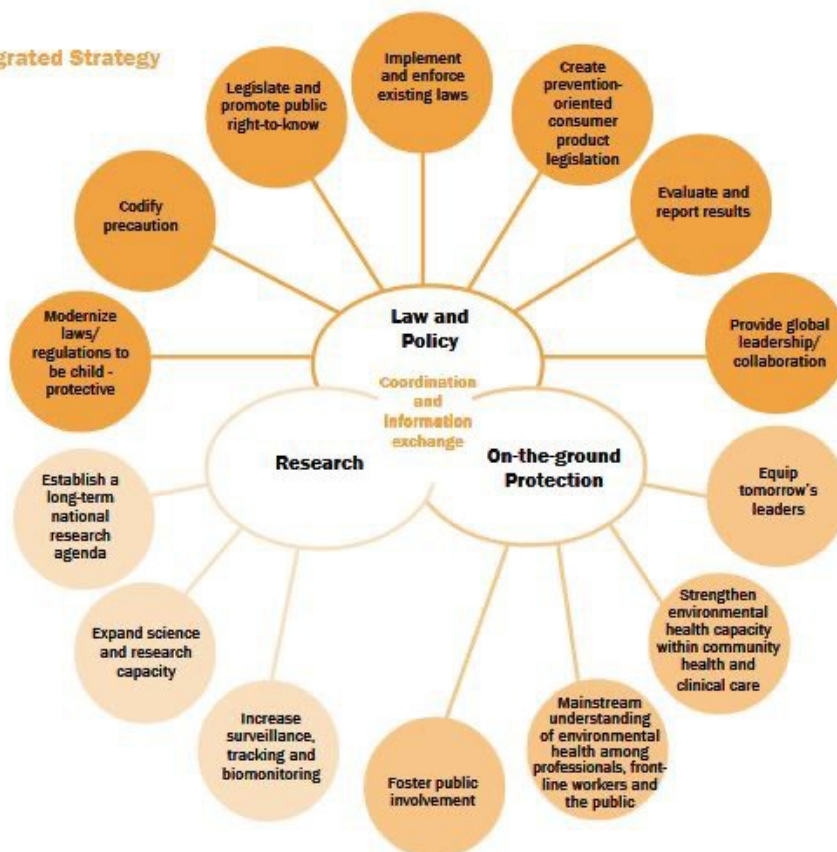 grated Strategy
Implement
and enforce
existing laws
Legislate and
promote public
right-to-know
Create
prevention-
oriented
consumer
product
legislation
Codify
precaution
Evaluate and
report results
Modernize
laws/
regulations to
be child -
protective
Provide global
leadership/
collaboration
Law and
Policy
Coordination
and
information
exchange
Research
On-the-ground
Protection
Establish a
long-term
national
research
agenda
Equip
tomorrow's
leaders
Expand science
and research
capacity
Strengthen
environmental
health capacity
within community
health and
clinical care
Increase
surveillance,
tracking and
biomonitoring
Foster public
involvement
Mainstream
understanding
of environmental
health among
professionals, front-
line workers and
the public